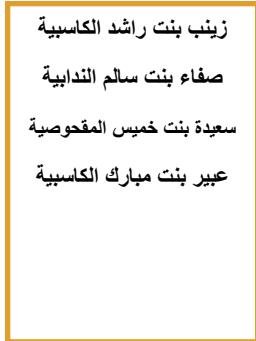 زينب بنت راشد الكاسبية
صفاء بنت سالم الندابية
سعيدة بنت خميس المقحوصية
عبير بنت مبارك الكاسبية